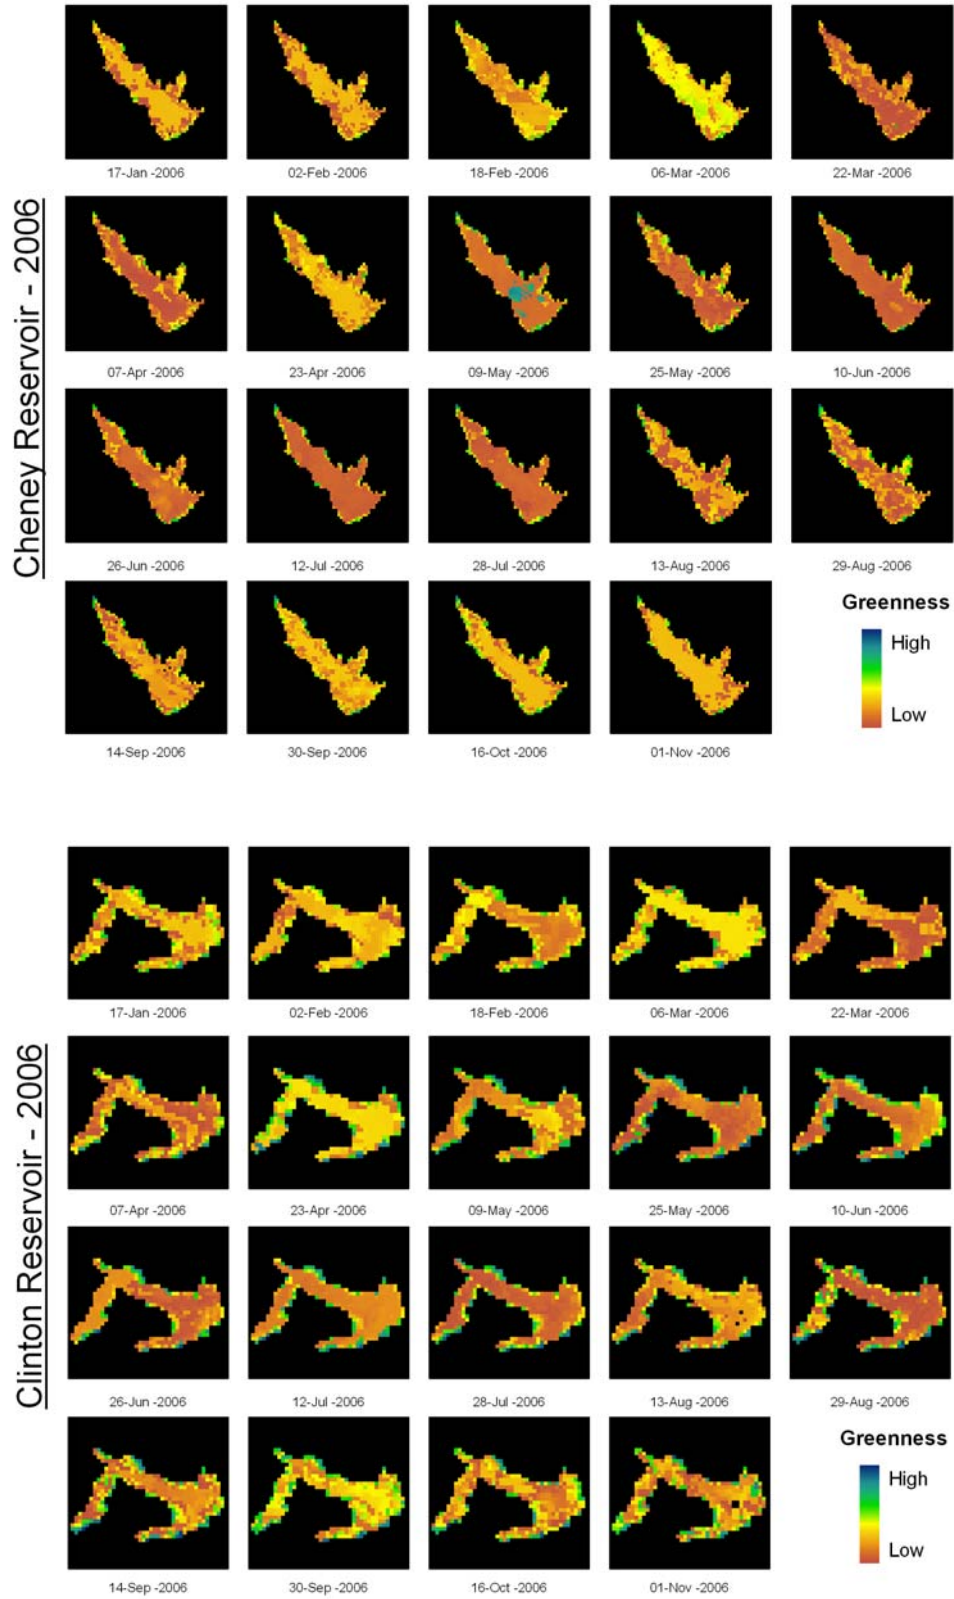 Cheney Reservoir - 2006
17-Jan -2006
02-Feb -2006
18-Feb -2006
06-Mar -2006
22-Mar -2006
07-Apr -2006
23-Apr -2006
09-May -2006
25-May -2006
10-Jun -2006
26-Jun -2006
12-Jul -2006
28-Jul -2006
13-Aug -2006
29-Aug -2006
14-Sep -2006
30-Sep -2006
16-Oct -2006
01-Nov -2006
Greenness
High
Low
Clinton Reservoir - 2006
17-Jan -2006
02-Feb -2006
18-Feb -2006
06-Mar -2006
22-Mar -2006
07-Apr -2006
23-Apr -2006
09-May -2006
25-May -2006
10-Jun -2006
26-Jun -2006
12-Jul -2006
28-Jul -2006
13-Aug -2006
29-Aug -2006
14-Sep -2006
30-Sep -2006
16-Oct -2006
01-Nov -2006
Greenness
High
Low